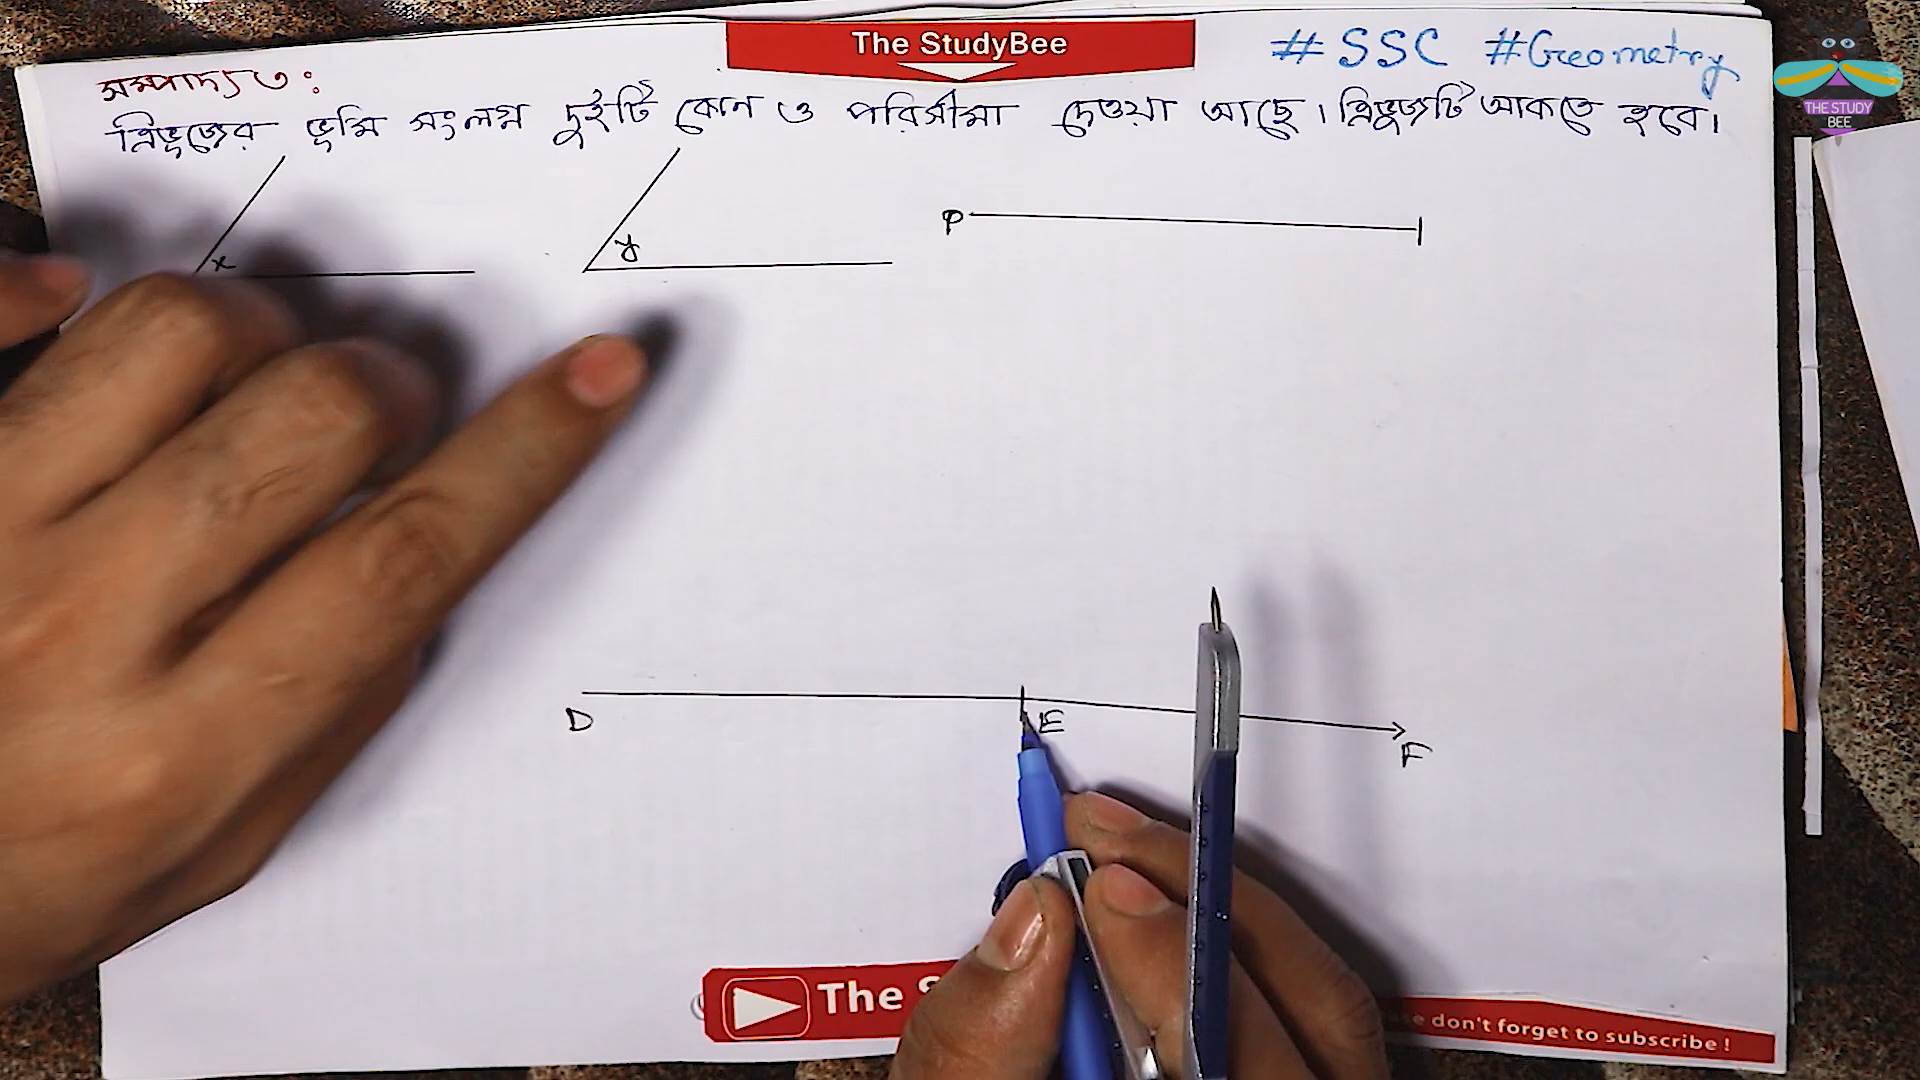 The StudyBee
#SSC #Geometry
THE STUDY
BEE
সম্পাদ্য ৩:
ত্রিভুজের ভূমি সংলগ্ন দুইটি কোন ও পরিসীমা দেওয়া আছে। ত্রিভুজটি আকতে হবে।
x
y
P
D
E
F
The
don't forget to subscribe !